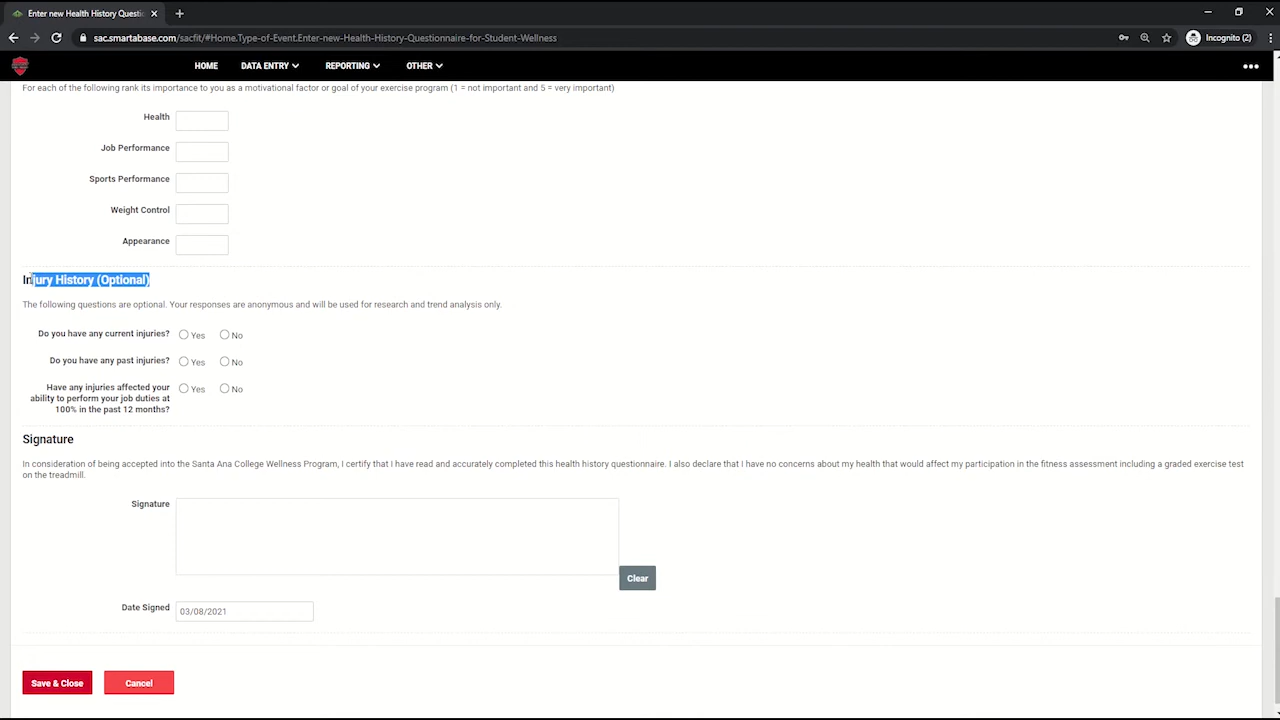 Enter new Health History Questi
sac.smartabase.com/sacfit/#Home.Type-of-Event.Enter-new-Health-History-Questionnaire-for-Student-Wellness
Incognito (2)
HOME DATA ENTRY REPORTING OTHER
For each of the following rank its importance to you as a motivational factor or goal of your exercise program (1 = not important and 5 = very important)
Health
Job Performance
Sports Performance
Weight Control
Appearance
Injury History (Optional)
The following questions are optional. Your responses are anonymous and will be used for research and trend analysis only.
Do you have any current injuries? Yes No
Do you have any past injuries? Yes No
Have any injuries affected your
ability to perform your job duties at
100% in the past 12 months? Yes No
Signature
In consideration of being accepted into the Santa Ana College Wellness Program, I certify that I have read and accurately completed this health history questionnaire. I also declare that I have no concerns about my health that would affect my participation in the fitness assessment including a graded exercise test
on the treadmill.
Signature
Clear
Date Signed 03/08/2021
Save & Close Cancel